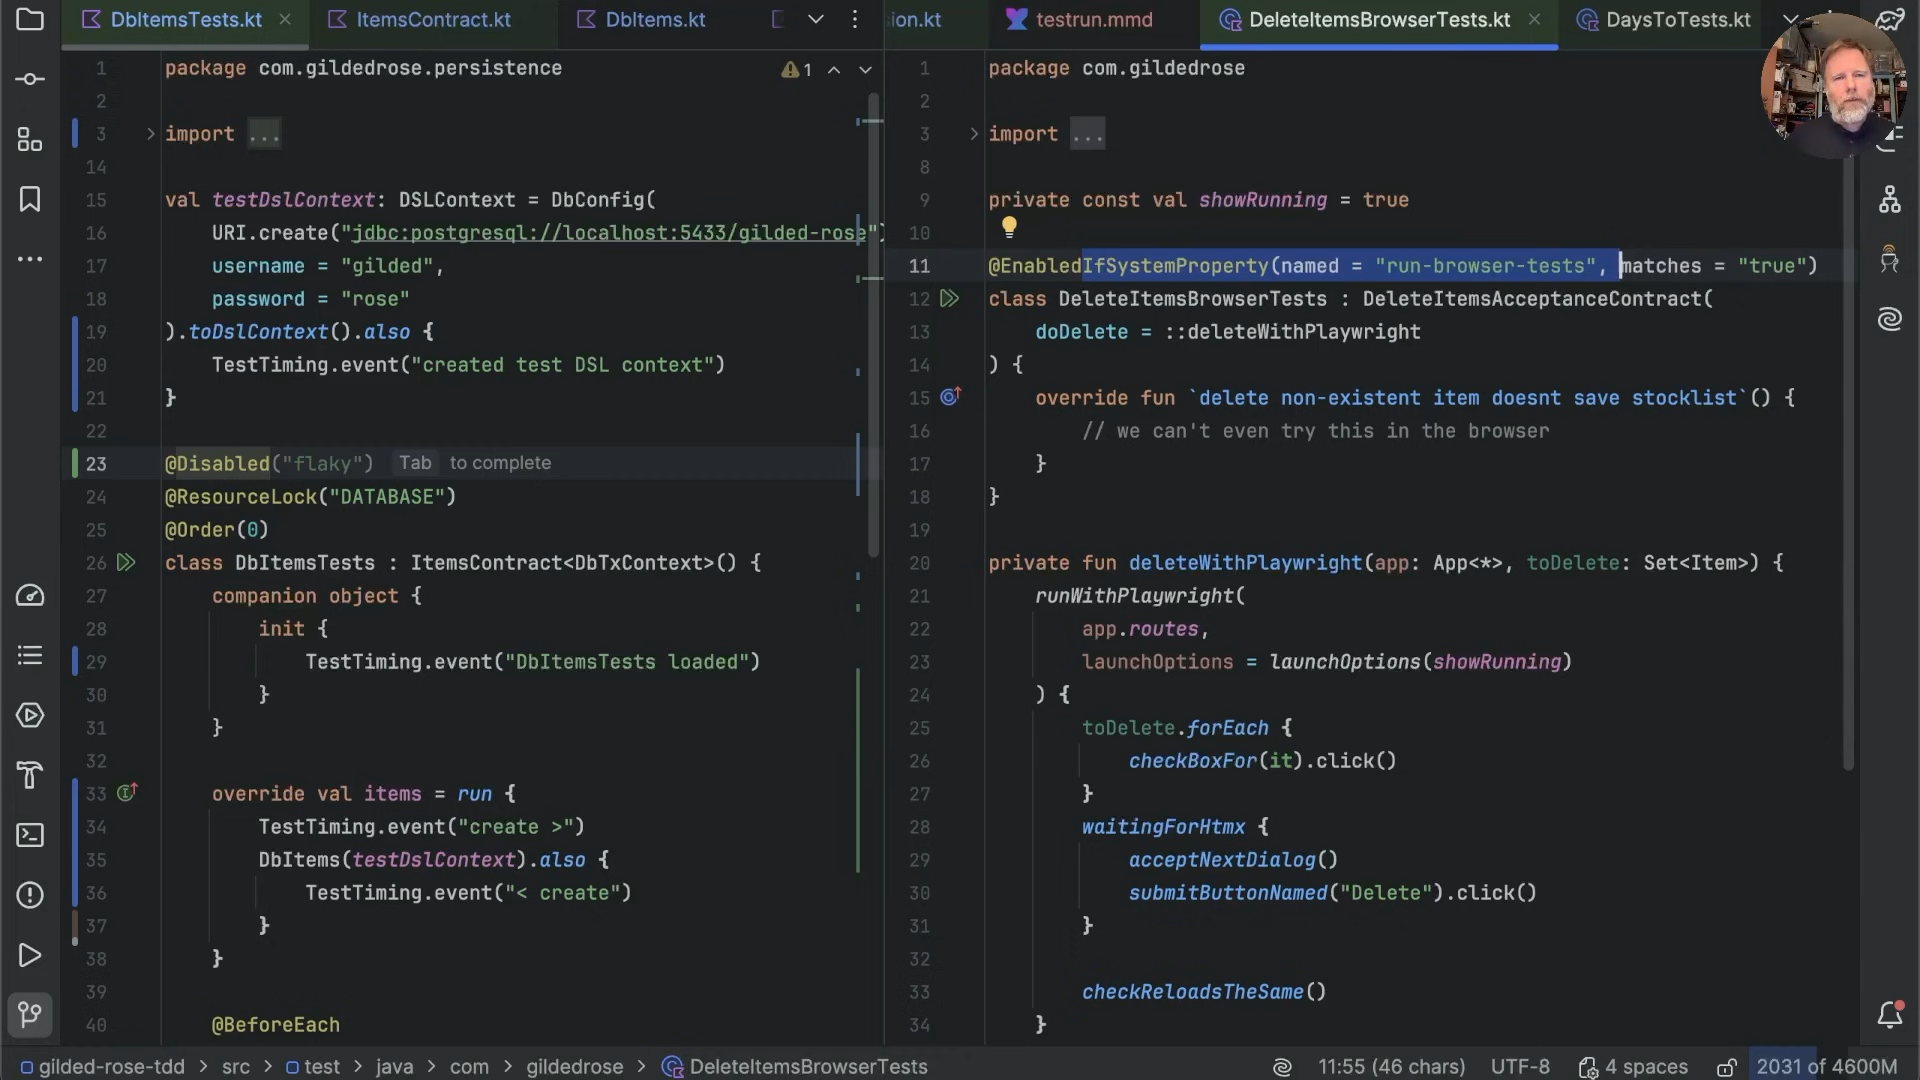 DbItemsTests.kt
ItemsContract.kt
DbItems.kt
1 package com.gildedrose.persistence
1
2
3 import ...
14
15 val testDslContext: DSLContext = DbConfig(
16 URI.create("jdbc:postgresql://localhost:5433/gilded-rose")
17 username = "gilded",
18 password = "rose"
19 ).toDslContext().also {
20 TestTiming.event("created test DSL context")
21 }
22
23 @Disabled("flaky") Tab to complete
24 @ResourceLock("DATABASE")
25 @Order(0)
26 class DbItemsTests : ItemsContract<DbTxContext>() {
27 companion object {
28 init {
29 TestTiming.event("DbItemsTests loaded")
30 }
31 }
32
33 override val items = run {
34 TestTiming.event("create >")
35 DbItems(testDslContext).also {
36 TestTiming.event("< create")
37 }
38 }
39
40 @BeforeEach
ion.kt
testrun.mmd
DeleteItemsBrowserTests.kt
DaysToTests.kt
1 package com.gildedrose
2
3 import ...
8
9 private const val showRunning = true
10
11 @EnabledIfSystemProperty(named = "run-browser-tests", matches = "true")
12 class DeleteItemsBrowserTests : DeleteItemsAcceptanceContract(
13 doDelete = ::deleteWithPlaywright
14 ) {
15 override fun `delete non-existent item doesnt save stocklist`() {
16 // we can't even try this in the browser
17 }
18 }
19
20 private fun deleteWithPlaywright(app: App<*>, toDelete: Set<Item>) {
21 runWithPlaywright(
22 app.routes,
23 launchOptions = launchOptions(showRunning)
24 ) {
25 toDelete.forEach {
26 checkBoxFor(it).click()
27 }
28 waitingForHtmx {
29 acceptNextDialog()
30 submitButtonNamed("Delete").click()
31 }
32
33 checkReloadsTheSame()
34 }
gilded-rose-tdd > src > test > java > com > gildedrose > DeleteItemsBrowserTests
11:55 (46 chars) UTF-8 4 spaces 2031 of 4600M